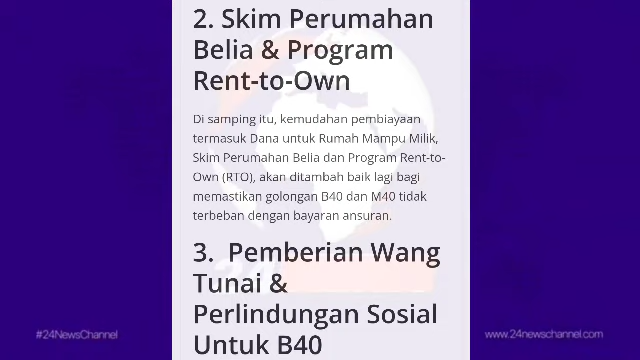 2. Skim Perumahan
Belia & Program
Rent-to-Own
Di samping itu, kemudahan pembiayaan
termasuk Dana untuk Rumah Mampu Milik,
Skim Perumahan Belia dan Program Rent-to-
Own (RTO), akan ditambah baik lagi bagi
memastikan golongan B40 dan M40 tidak
terbeban dengan bayaran ansuran.
3. Pemberian Wang
Tunai &
Perlindungan Sosial
Untuk B40
#24NewsChannel
www.24newschannel.com